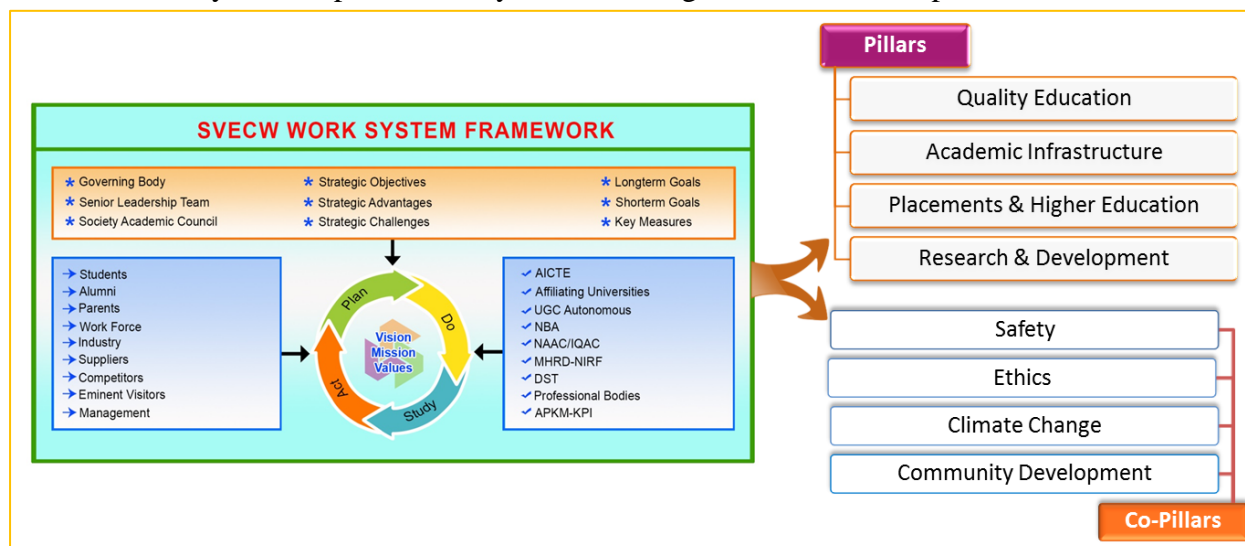 Pillars
Quality Education
Academic Infrastructure
Placements & Higher Education
Research & Development
SVECW WORK SYSTEM FRAMEWORK
Governing Body
Senior Leadership Team
Society Academic Council
Strategic Objectives
Strategic Advantages
Strategic Challenges
Longterm Goals
Shorterm Goals
Key Measures
Students
Alumni
Parents
Work Force
Industry
Suppliers
Competitors
Eminent Visitors
Management
Plan
Do
Study
Act
Vision
Mission
Values
AICTE
Affiliating Universities
UGC Autonomous
NBA
NAAC/IQAC
MHRD-NIRF
DST
Professional Bodies
APKM-KPI
Safety
Ethics
Climate Change
Community Development
Co-Pillars